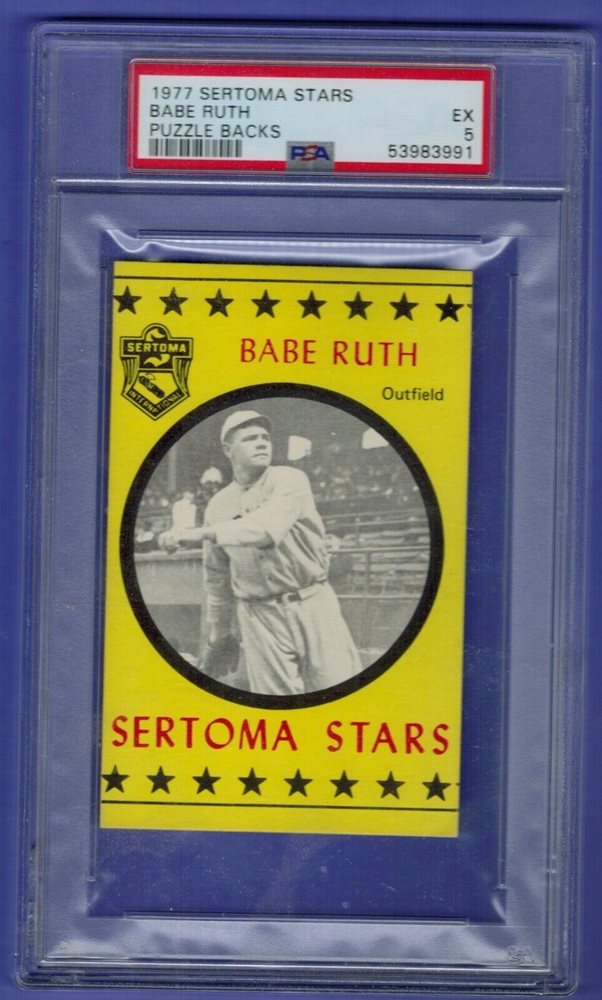 1977 SERTOMA STARS
BABE RUTH
EX
PUZZLE BACKS
5
PSA
53983991
SERTOMA
INTERNATIONAL
BABE RUTH
Outfield
SERTOMA STARS